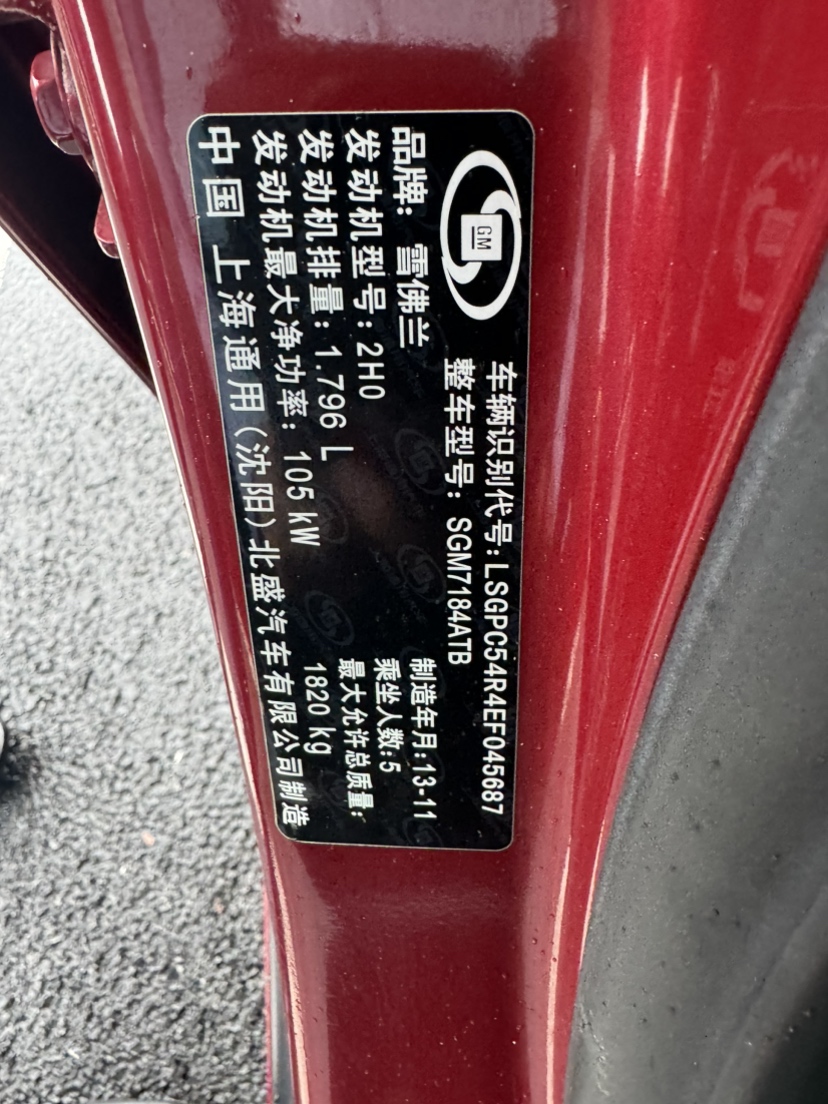 GM
车辆识别代号:LSGPC54R4EF045687
整车型号: SGM7184ATB
品牌: 雪佛兰
发动机型号:2H0
发动机排量:1.796 L
发动机最大净功率: 105 kW
制造年月:13-11
乘坐人数:5
最大允许总质量:
1820 kg
中国 上海通用(沈阳)北盛汽车有限公司制造